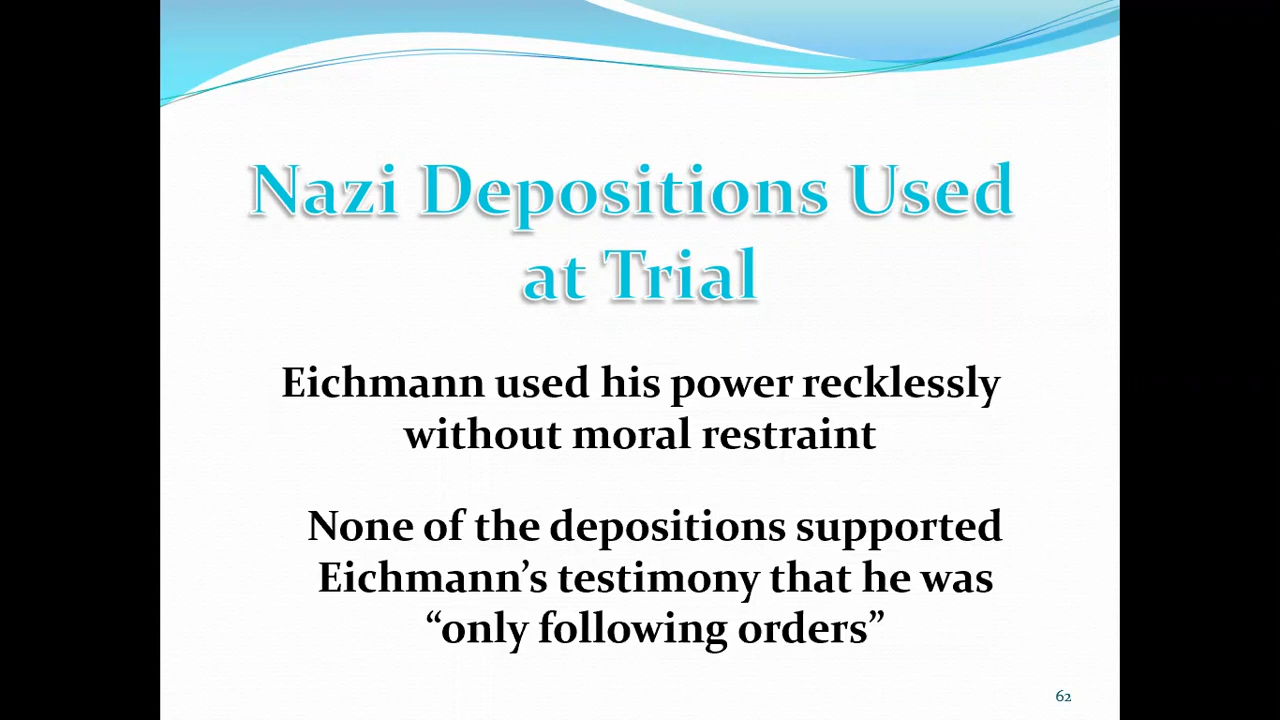 Nazi Depositions Used
at Trial
Eichmann used his power recklessly
without moral restraint
None of the depositions supported
Eichmann’s testimony that he was
“only following orders”
62